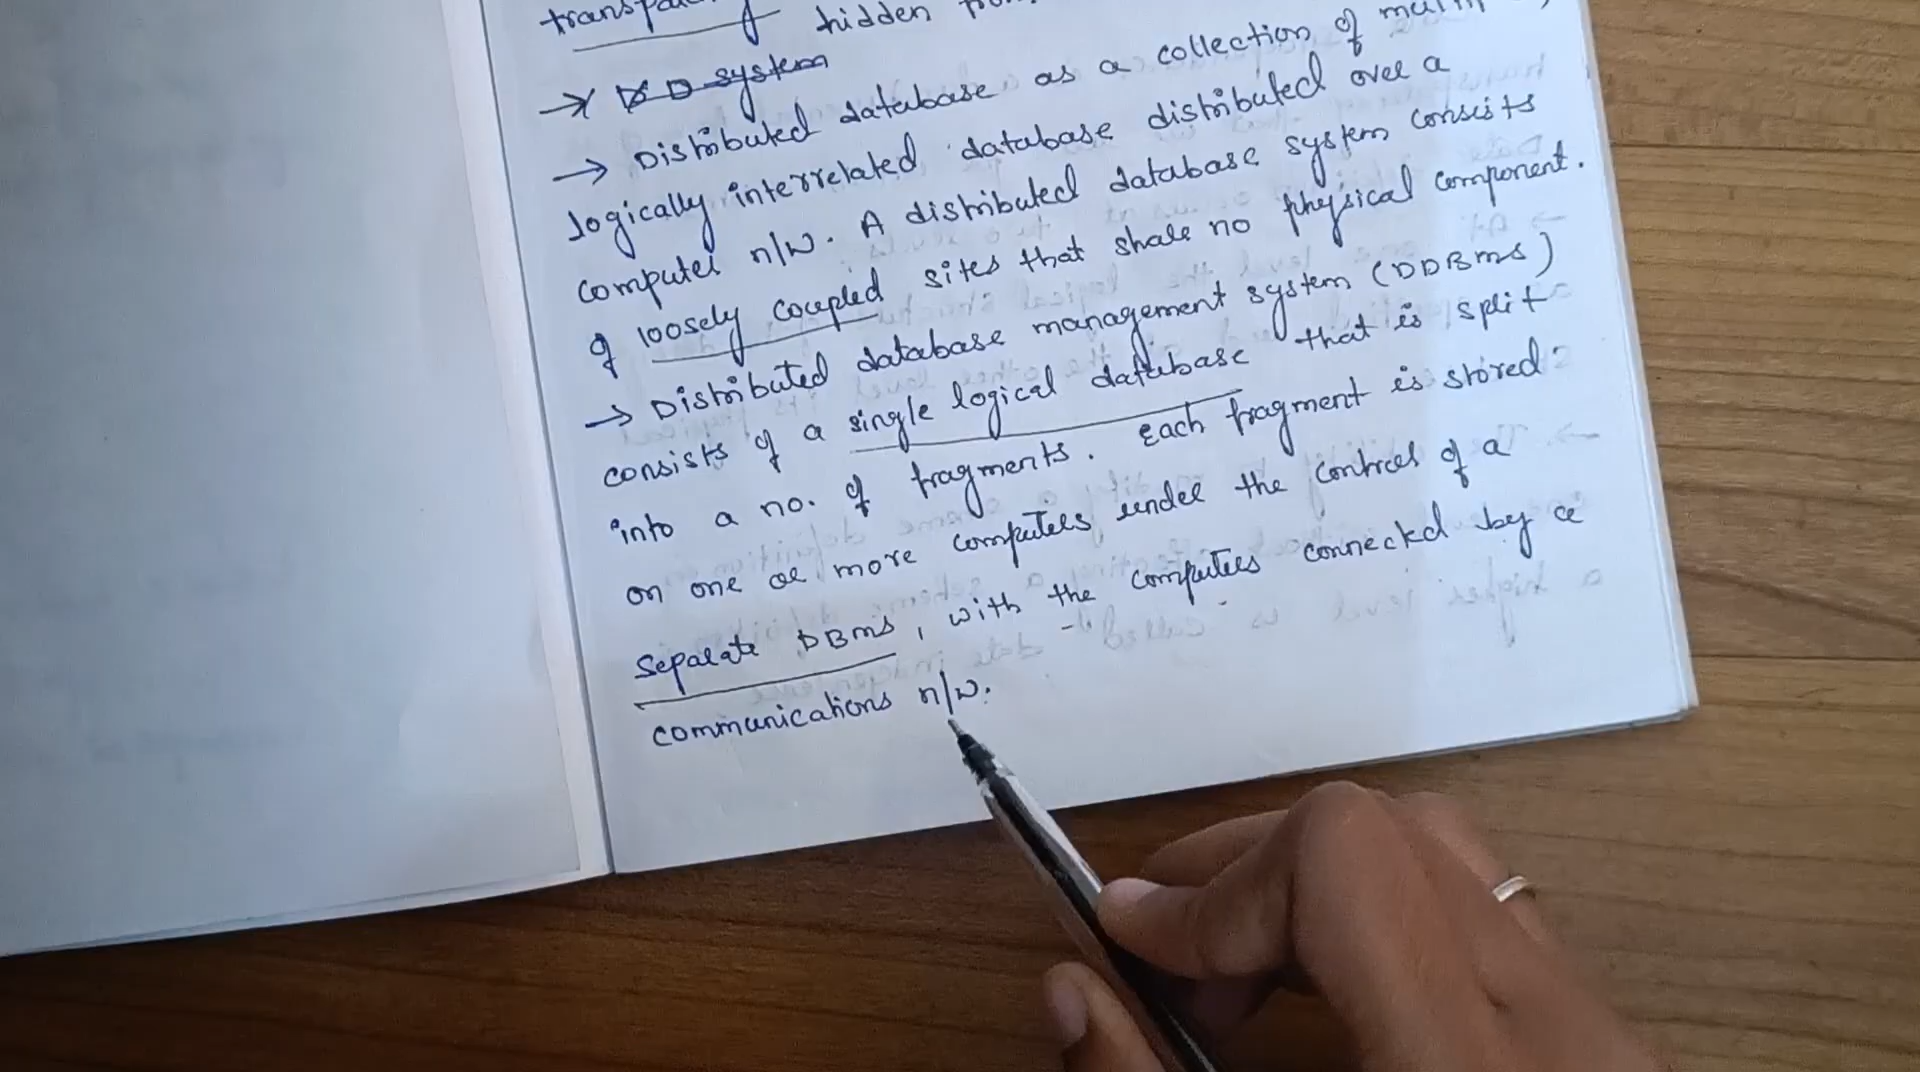 hidden
→ DD system
→ Distributed database as a collection of
logically interrelated database distributed over a
computer n/w. A distributed database system consists
of loosely coupled sites that share no physical component.
→ Distributed database management system (DDBMS)
consists of a single logical database that is split
into a no. of fragments. Each fragment is stored
on one or more computers under the control of a
separate DBMS, with the computers connected by a
communications n/w.